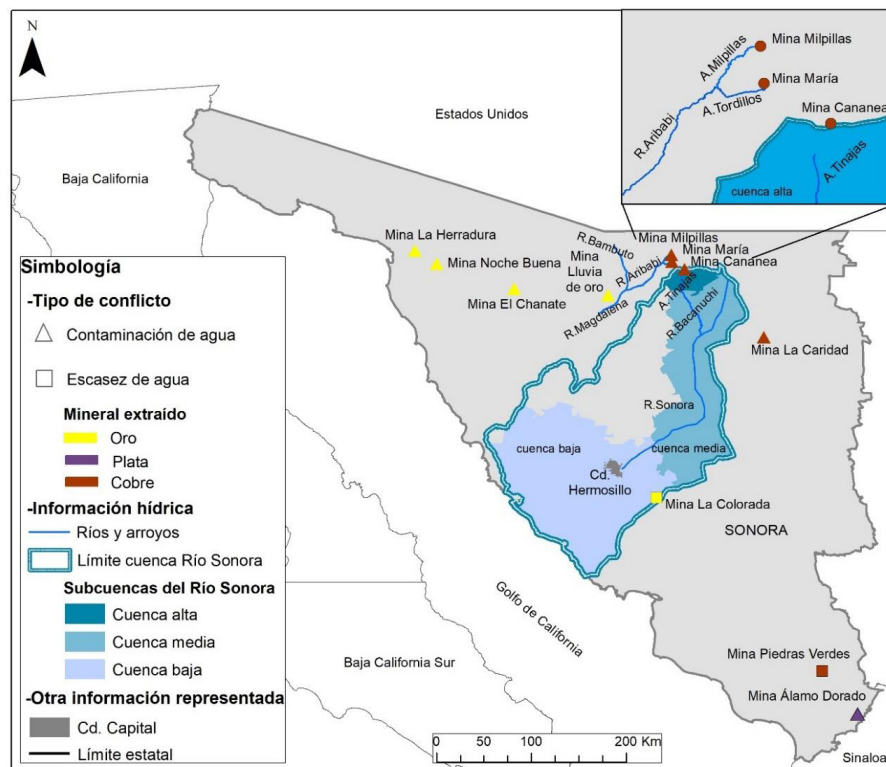 N
Estados Unidos
Baja California
Mina Milpillas
A.Milpillas
Mina María
A.Tordillos
Mina Cananea
R.Aribabi
A.Tinajas
cuenca alta
Mina La Herradura
Mina Noche Buena
Mina El Chanate
Mina
Lluvia
de oro
R.Bambuto
R.Aribabi
R.Magdalena
Mina Milpillas
Mina María
Mina Cananea
A.Tinajas
R.Bacanuchi
Mina La Caridad
R.Sonora
cuenca baja
cuenca media
Cd.
Hermosillo
Mina La Colorada
SONORA
Golfo de California
Baja California Sur
Mina Piedras Verdes
Mina Álamo Dorado
Sinaloa
Simbología
-Tipo de conflicto
Contaminación de agua
Escasez de agua
Mineral extraído
Oro
Plata
Cobre
-Información hídrica
Ríos y arroyos
Límite cuenca Río Sonora
Subcuencas del Río Sonora
Cuenca alta
Cuenca media
Cuenca baja
-Otra información representada
Cd. Capital
Límite estatal
0 50 100 200 Km